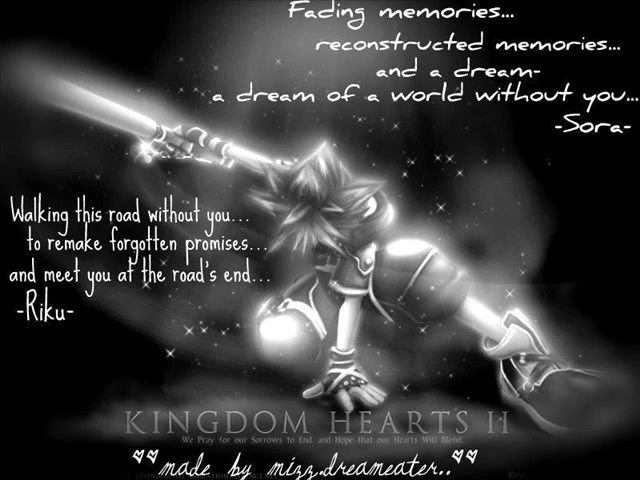 Fading memories...
reconstructed memories...
and a dream-
a dream of a world without you...
-Sora-
Walking this road without you...
to remake forgotten promises...
and meet you at the road's end...
-Riku-
KINGDOM HEARTS II
We Pray for our Sorrows to End, and Hope that our Hearts Will Blend.
made by mizz.dreameater..